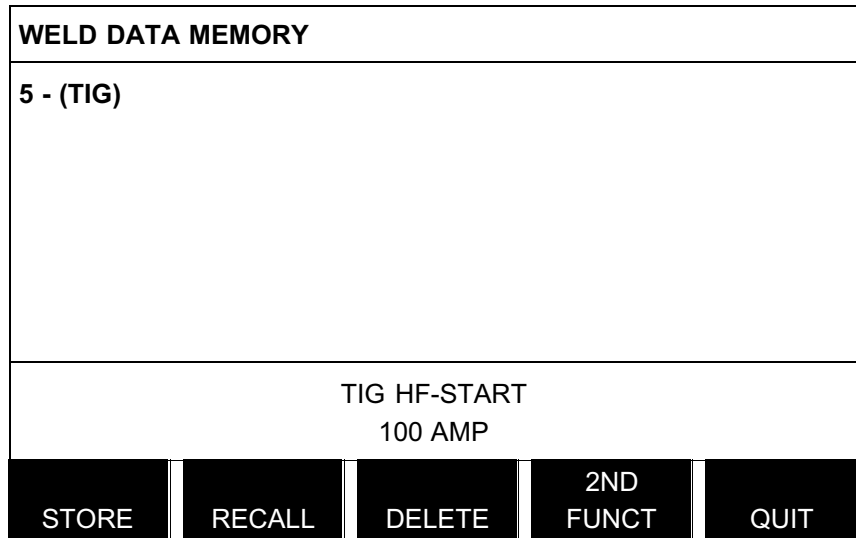 WELD DATA MEMORY
5 - (TIG)
TIG HF-START
100 AMP
STORE RECALL DELETE 2ND FUNCT QUIT